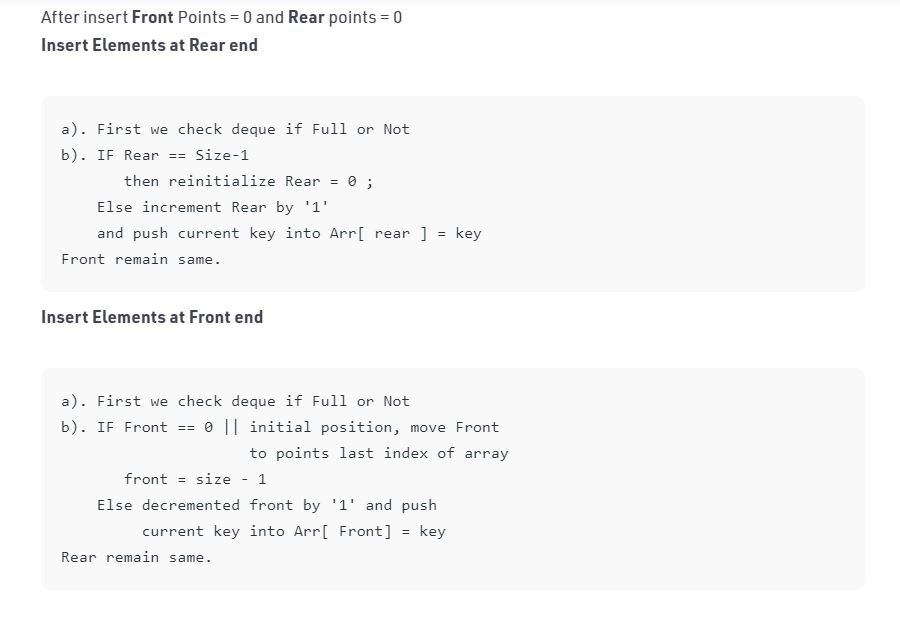 After insert Front Points = 0 and Rear points = 0
Insert Elements at Rear end
a). First we check deque if Full or Not
b). IF Rear == Size-1
then reinitialize Rear = 0 ;
Else increment Rear by '1'
and push current key into Arr[ rear ] = key
Front remain same.
Insert Elements at Front end
a). First we check deque if Full or Not
b). IF Front == 0 || initial position, move Front
to points last index of array
front = size - 1
Else decremented front by '1' and push
current key into Arr[ Front] = key
Rear remain same.